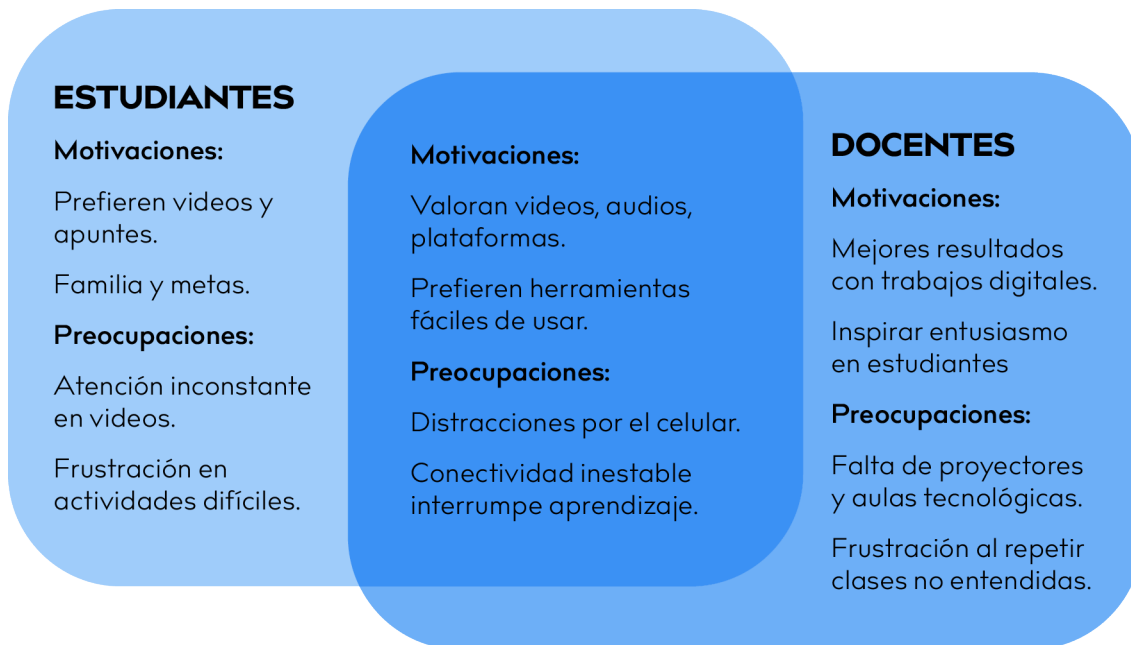 ESTUDIANTES
Motivaciones:
Prefieren videos y
apuntes.
Familia y metas.
Preocupaciones:
Atención inconstante
en videos.
Frustración en
actividades difíciles.
Motivaciones:
Valoran videos, audios,
plataformas.
Prefieren herramientas
fáciles de usar.
Preocupaciones:
Distracciones por el celular.
Conectividad inestable
interrumpe aprendizaje.
DOCENTES
Motivaciones:
Mejores resultados
con trabajos digitales.
Inspirar entusiasmo
en estudiantes
Preocupaciones:
Falta de proyectores
y aulas tecnológicas.
Frustración al repetir
clases no entendidas.